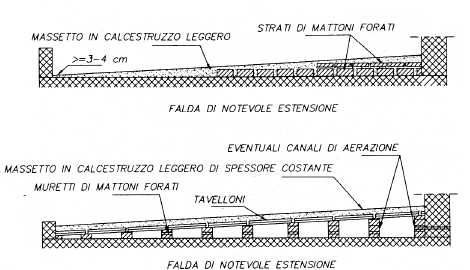 STRATI DI MATTONI FORATI
MASSETTO IN CALCESTRUZZO LEGGERO
>=3-4 cm
FALDA DI NOTEVOLE ESTENSIONE
EVENTUALI CANALI DI AERAZIONE
MASSETTO IN CALCESTRUZZO LEGGERO DI SPESSORE COSTANTE
MURETTI DI MATTONI FORATI
TAVELLONI
FALDA DI NOTEVOLE ESTENSIONE